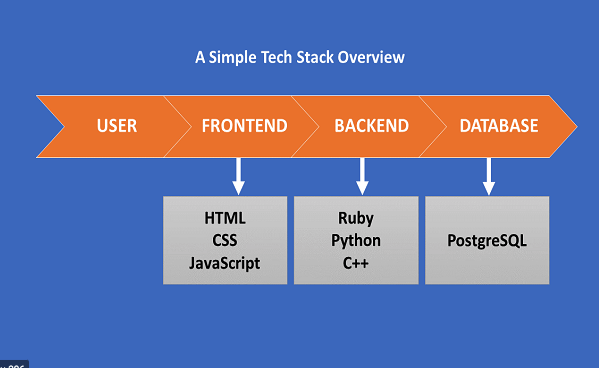 A Simple Tech Stack Overview
USER FRONTEND BACKEND DATABASE
HTML
CSS
JavaScript
Ruby
Python
C++
PostgreSQL